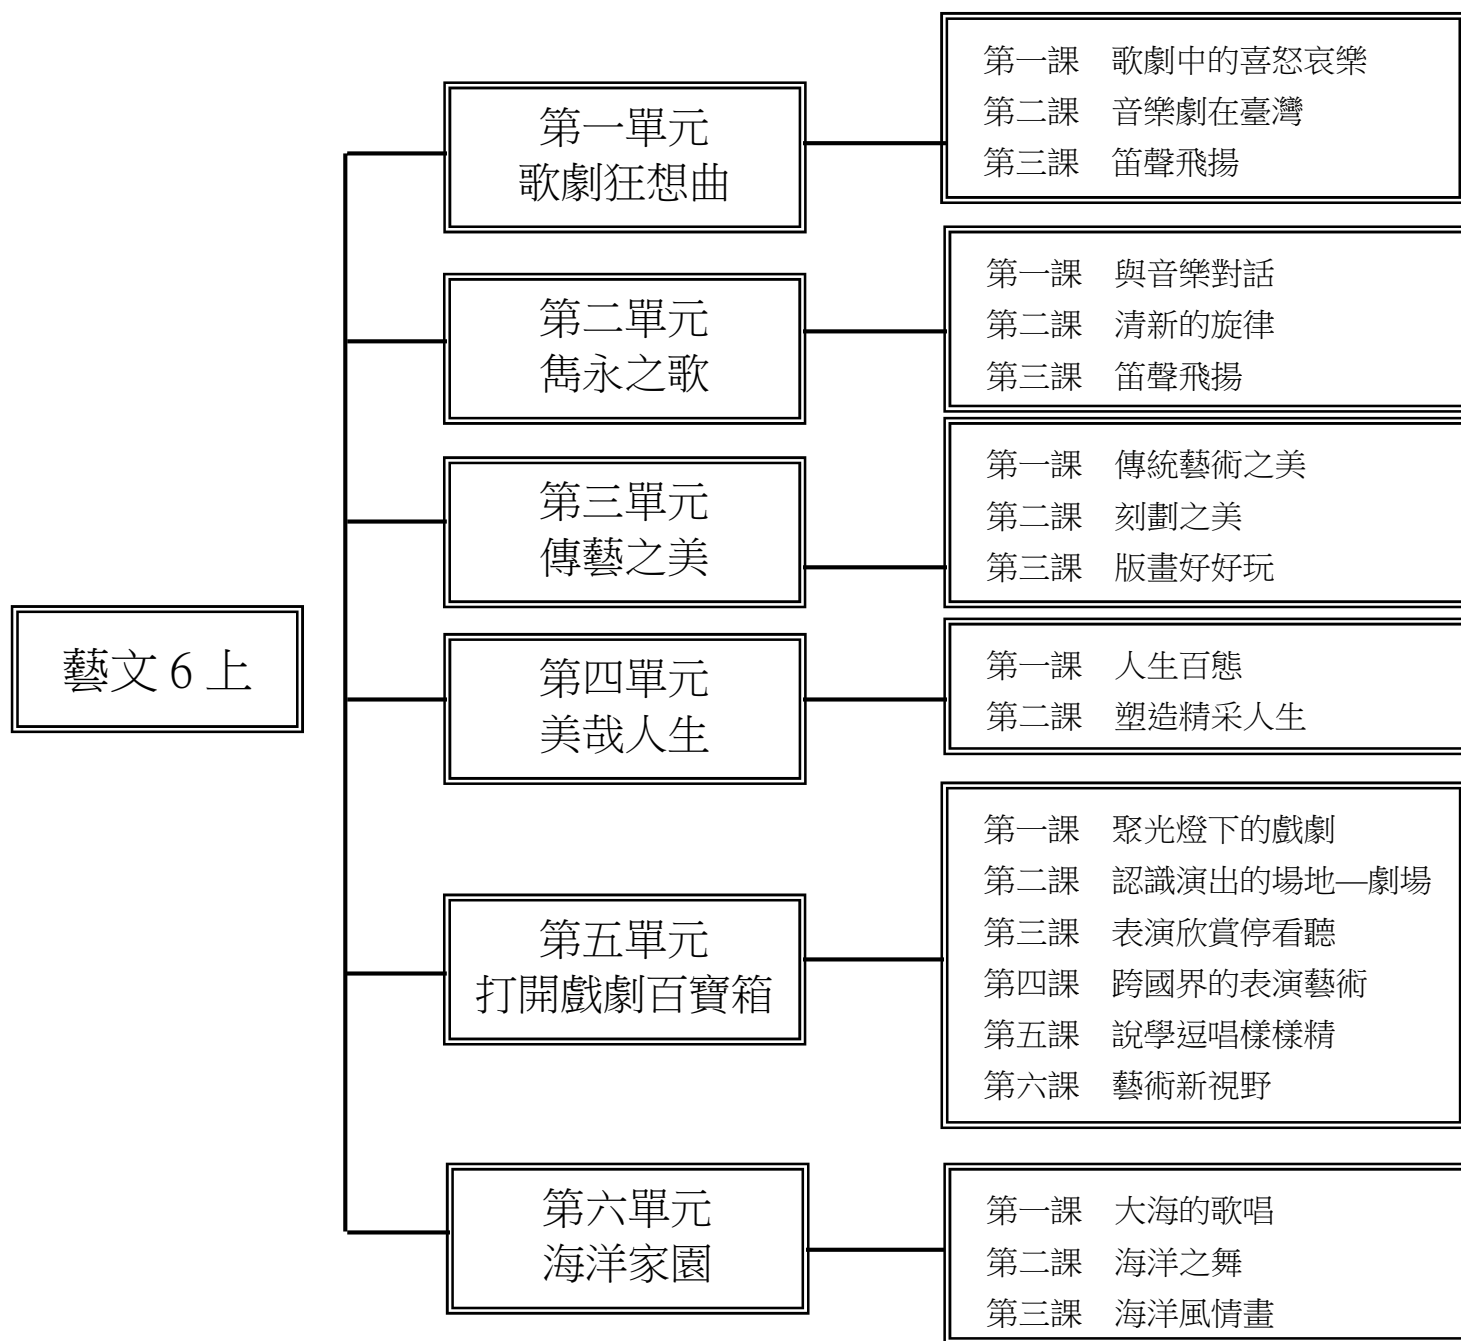 藝文 6 上
第一單元
歌劇狂想曲
第一課 歌劇中的喜怒哀樂
第二課 音樂劇在臺灣
第三課 笛聲飛揚
第二單元
雋永之歌
第一課 與音樂對話
第二課 清新的旋律
第三課 笛聲飛揚
第三單元
傳藝之美
第一課 傳統藝術之美
第二課 刻劃之美
第三課 版畫好好玩
第四單元
美哉人生
第一課 人生百態
第二課 塑造精采人生
第五單元
打開戲劇百寶箱
第一課 聚光燈下的戲劇
第二課 認識演出的場地—劇場
第三課 表演欣賞停看聽
第四課 跨國界的表演藝術
第五課 說學逗唱樣樣精
第六課 藝術新視野
第六單元
海洋家園
第一課 大海的歌唱
第二課 海洋之舞
第三課 海洋風情畫